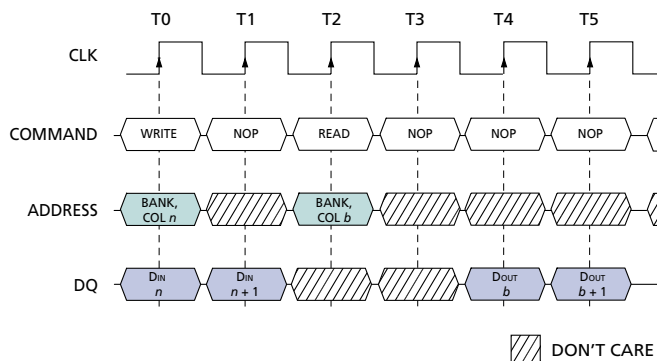 T0 T1 T2 T3 T4 T5
CLK
COMMAND WRITE NOP READ NOP NOP NOP
ADDRESS BANK, COL n BANK, COL b
DQ DIN n DIN n + 1 DOUT b DOUT b + 1
DON'T CARE